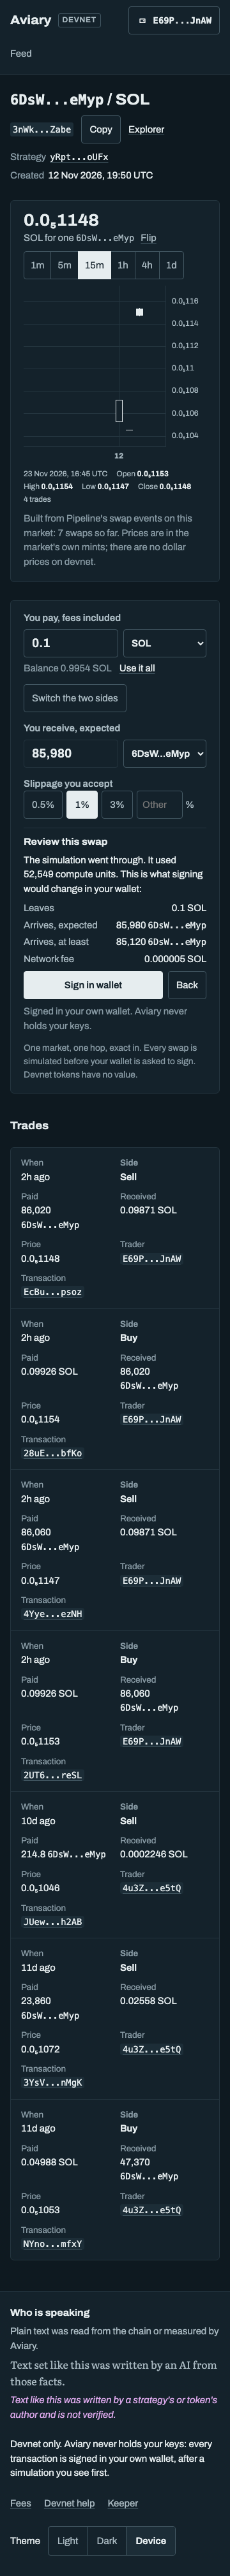 Aviary DEVNET E69P...JnAW
Feed
6DsW...eMyp / SOL
3nWk...Zabe Copy Explorer
Strategy yRpt...oUFx
Created 12 Nov 2026, 19:50 UTC
0.0₅1148
SOL for one 6DsW...eMyp Flip
1m 5m 15m 1h 4h 1d
0.0₅116
0.0₅114
0.0₅112
0.0₅11
0.0₅108
0.0₅106
0.0₅104
12
23 Nov 2026, 16:45 UTC Open 0.0₅1153
High 0.0₅1154 Low 0.0₅1147 Close 0.0₅1148
4 trades
Built from Pipeline's swap events on this
market: 7 swaps so far. Prices are in the
market's own mints; there are no dollar
prices on devnet.
You pay, fees included
0.1 SOL
Balance 0.9954 SOL Use it all
Switch the two sides
You receive, expected
85,980 6DsW...eMyp
Slippage you accept
0.5% 1% 3% Other %
Review this swap
The simulation went through. It used
52,549 compute units. This is what signing
would change in your wallet:
Leaves 0.1 SOL
Arrives, expected 85,980 6DsW...eMyp
Arrives, at least 85,120 6DsW...eMyp
Network fee 0.000005 SOL
Sign in wallet Back
Signed in your own wallet. Aviary never
holds your keys.
One market, one hop, exact in. Every swap is
simulated before your wallet is asked to sign.
Devnet tokens have no value.
Trades
When Side
2h ago Sell
Paid Received
86,020 0.09871 SOL
6DsW...eMyp
Price Trader
0.0₅1148 E69P...JnAW
Transaction
EcBu...psoz
When Side
2h ago Buy
Paid Received
0.09926 SOL 86,020
6DsW...eMyp
Price Trader
0.0₅1154 E69P...JnAW
Transaction
28uE...bfKo
When Side
2h ago Sell
Paid Received
86,060 0.09871 SOL
6DsW...eMyp
Price Trader
0.0₅1147 E69P...JnAW
Transaction
4Yye...ezNH
When Side
2h ago Buy
Paid Received
0.09926 SOL 86,060
6DsW...eMyp
Price Trader
0.0₅1153 E69P...JnAW
Transaction
2UT6...reSL
When Side
10d ago Sell
Paid Received
214.8 6DsW...eMyp 0.0002246 SOL
Price Trader
0.0₅1046 4u3Z...e5tQ
Transaction
JUew...h2AB
When Side
11d ago Sell
Paid Received
23,860 0.02558 SOL
6DsW...eMyp
Price Trader
0.0₅1072 4u3Z...e5tQ
Transaction
3YsV...nMgK
When Side
11d ago Buy
Paid Received
0.04988 SOL 47,370
6DsW...eMyp
Price Trader
0.0₅1053 4u3Z...e5tQ
Transaction
NYno...mfxY
Who is speaking
Plain text was read from the chain or measured by
Aviary.
Text set like this was written by an AI from
those facts.
Text like this was written by a strategy's or token's
author and is not verified.
Devnet only. Aviary never holds your keys: every
transaction is signed in your own wallet, after a
simulation you see first.
Fees Devnet help Keeper
Theme Light Dark Device